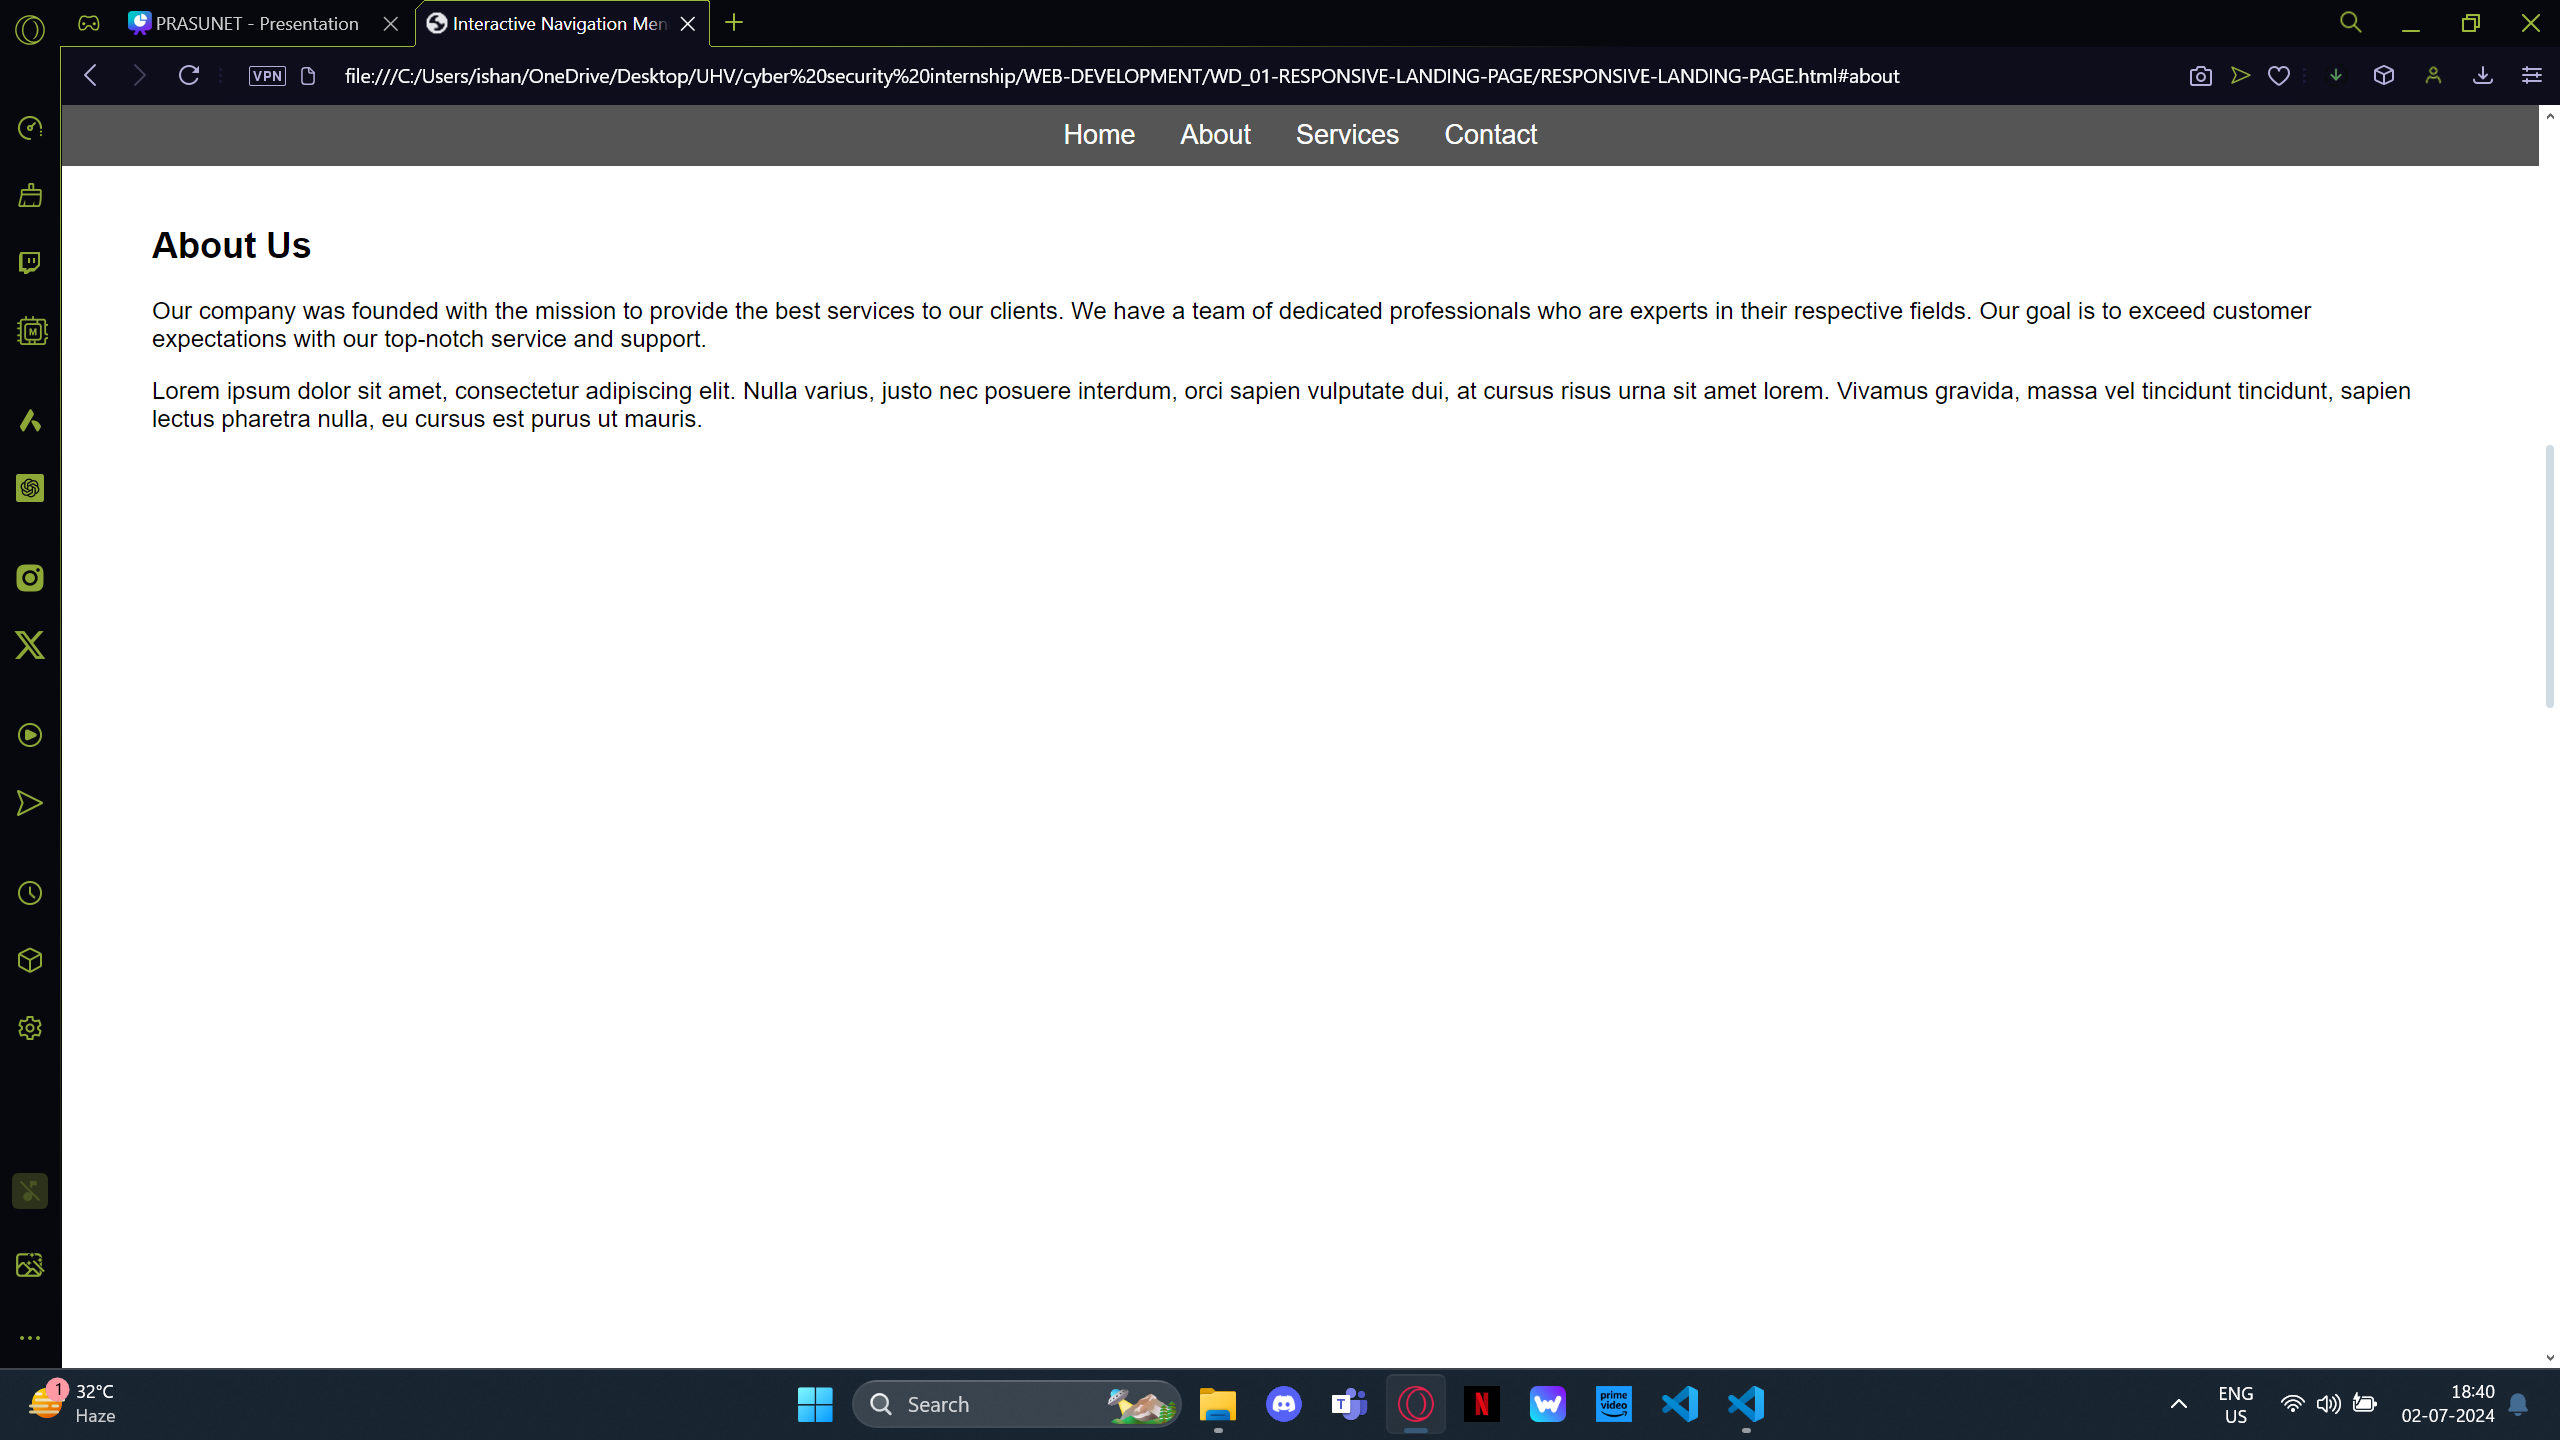 PRASUNET - Presentation
Interactive Navigation Men
VPN
file:///C:/Users/ishan/OneDrive/Desktop/UHV/cyber%20security%20internship/WEB-DEVELOPMENT/WD_01-RESPONSIVE-LANDING-PAGE/RESPONSIVE-LANDING-PAGE.html#about
Home About Services Contact
About Us
Our company was founded with the mission to provide the best services to our clients. We have a team of dedicated professionals who are experts in their respective fields. Our goal is to exceed customer
expectations with our top-notch service and support.
Lorem ipsum dolor sit amet, consectetur adipiscing elit. Nulla varius, justo nec posuere interdum, orci sapien vulputate dui, at cursus risus urna sit amet lorem. Vivamus gravida, massa vel tincidunt tincidunt, sapien
lectus pharetra nulla, eu cursus est purus ut mauris.
M
1
32°C
Haze
Search
T
N
prime
video
ENG
US
18:40
02-07-2024